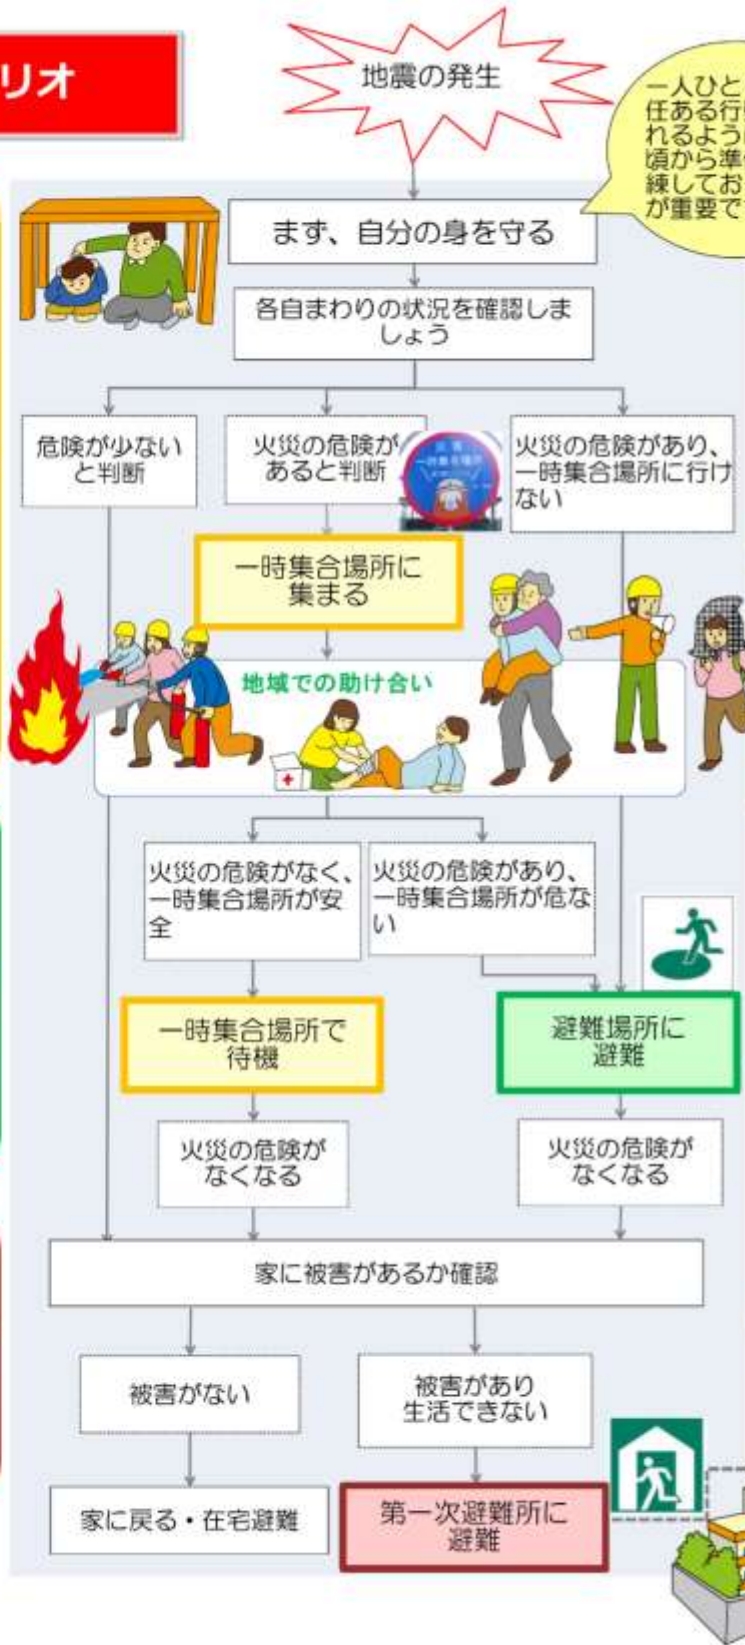 リオ
地震の発生
一人ひと
任ある行
れるよう
頃から準
練してお
が重要で
まず、自分の身を守る
各自まわりの状況を確認しま
しょう
危険が少ない
と判断
火災の危険が
あると判断
災害
一時集合場所
火災の危険があり、
一時集合場所に行け
ない
一時集合場所に
集まる
地域での助け合い
火災の危険がなく、
一時集合場所が安
全
火災の危険があり、
一時集合場所が危な
い
一時集合場所で
待機
避難場所に
避難
火災の危険が
なくなる
火災の危険が
なくなる
家に被害があるか確認
被害がない
被害があり
生活できない
家に戻る・在宅避難
第一次避難所に
避難